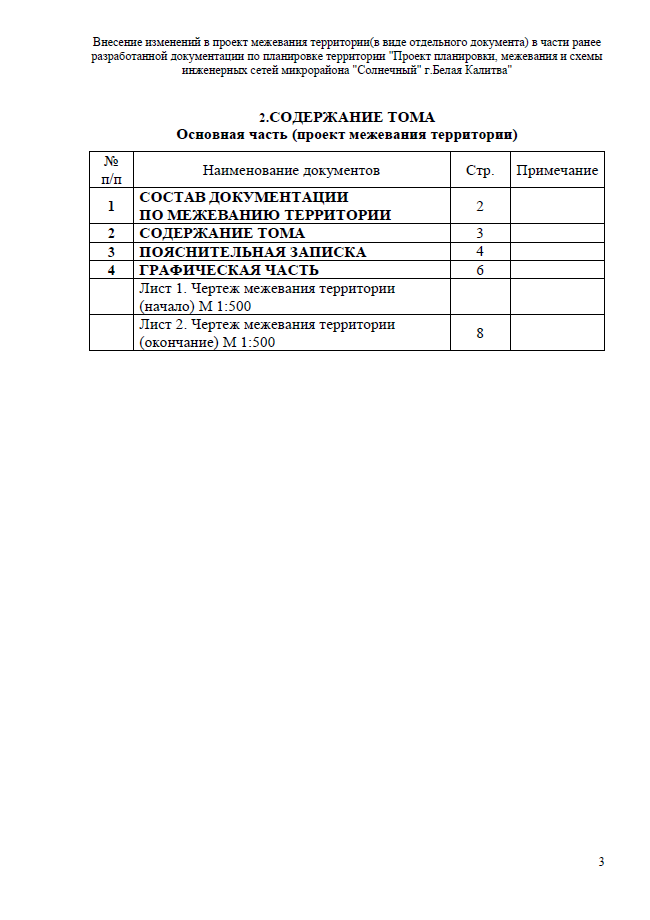 Внесение изменений в проект межевания территории(в виде отдельного документа) в части ранее
разработанной документации по планировке территории "Проект планировки, межевания и схемы
инженерных сетей микрорайона "Солнечный" г.Белая Калитва"
2.СОДЕРЖАНИЕ ТОМА
Основная часть (проект межевания территории)
№ п/п Наименование документов Стр. Примечание
1 СОСТАВ ДОКУМЕНТАЦИИ
ПО МЕЖЕВАНИЮ ТЕРРИТОРИИ 2
2 СОДЕРЖАНИЕ ТОМА 3
3 ПОЯСНИТЕЛЬНАЯ ЗАПИСКА 4
4 ГРАФИЧЕСКАЯ ЧАСТЬ 6
Лист 1. Чертеж межевания территории
(начало) М 1:500
Лист 2. Чертеж межевания территории
(окончание) М 1:500 8
3